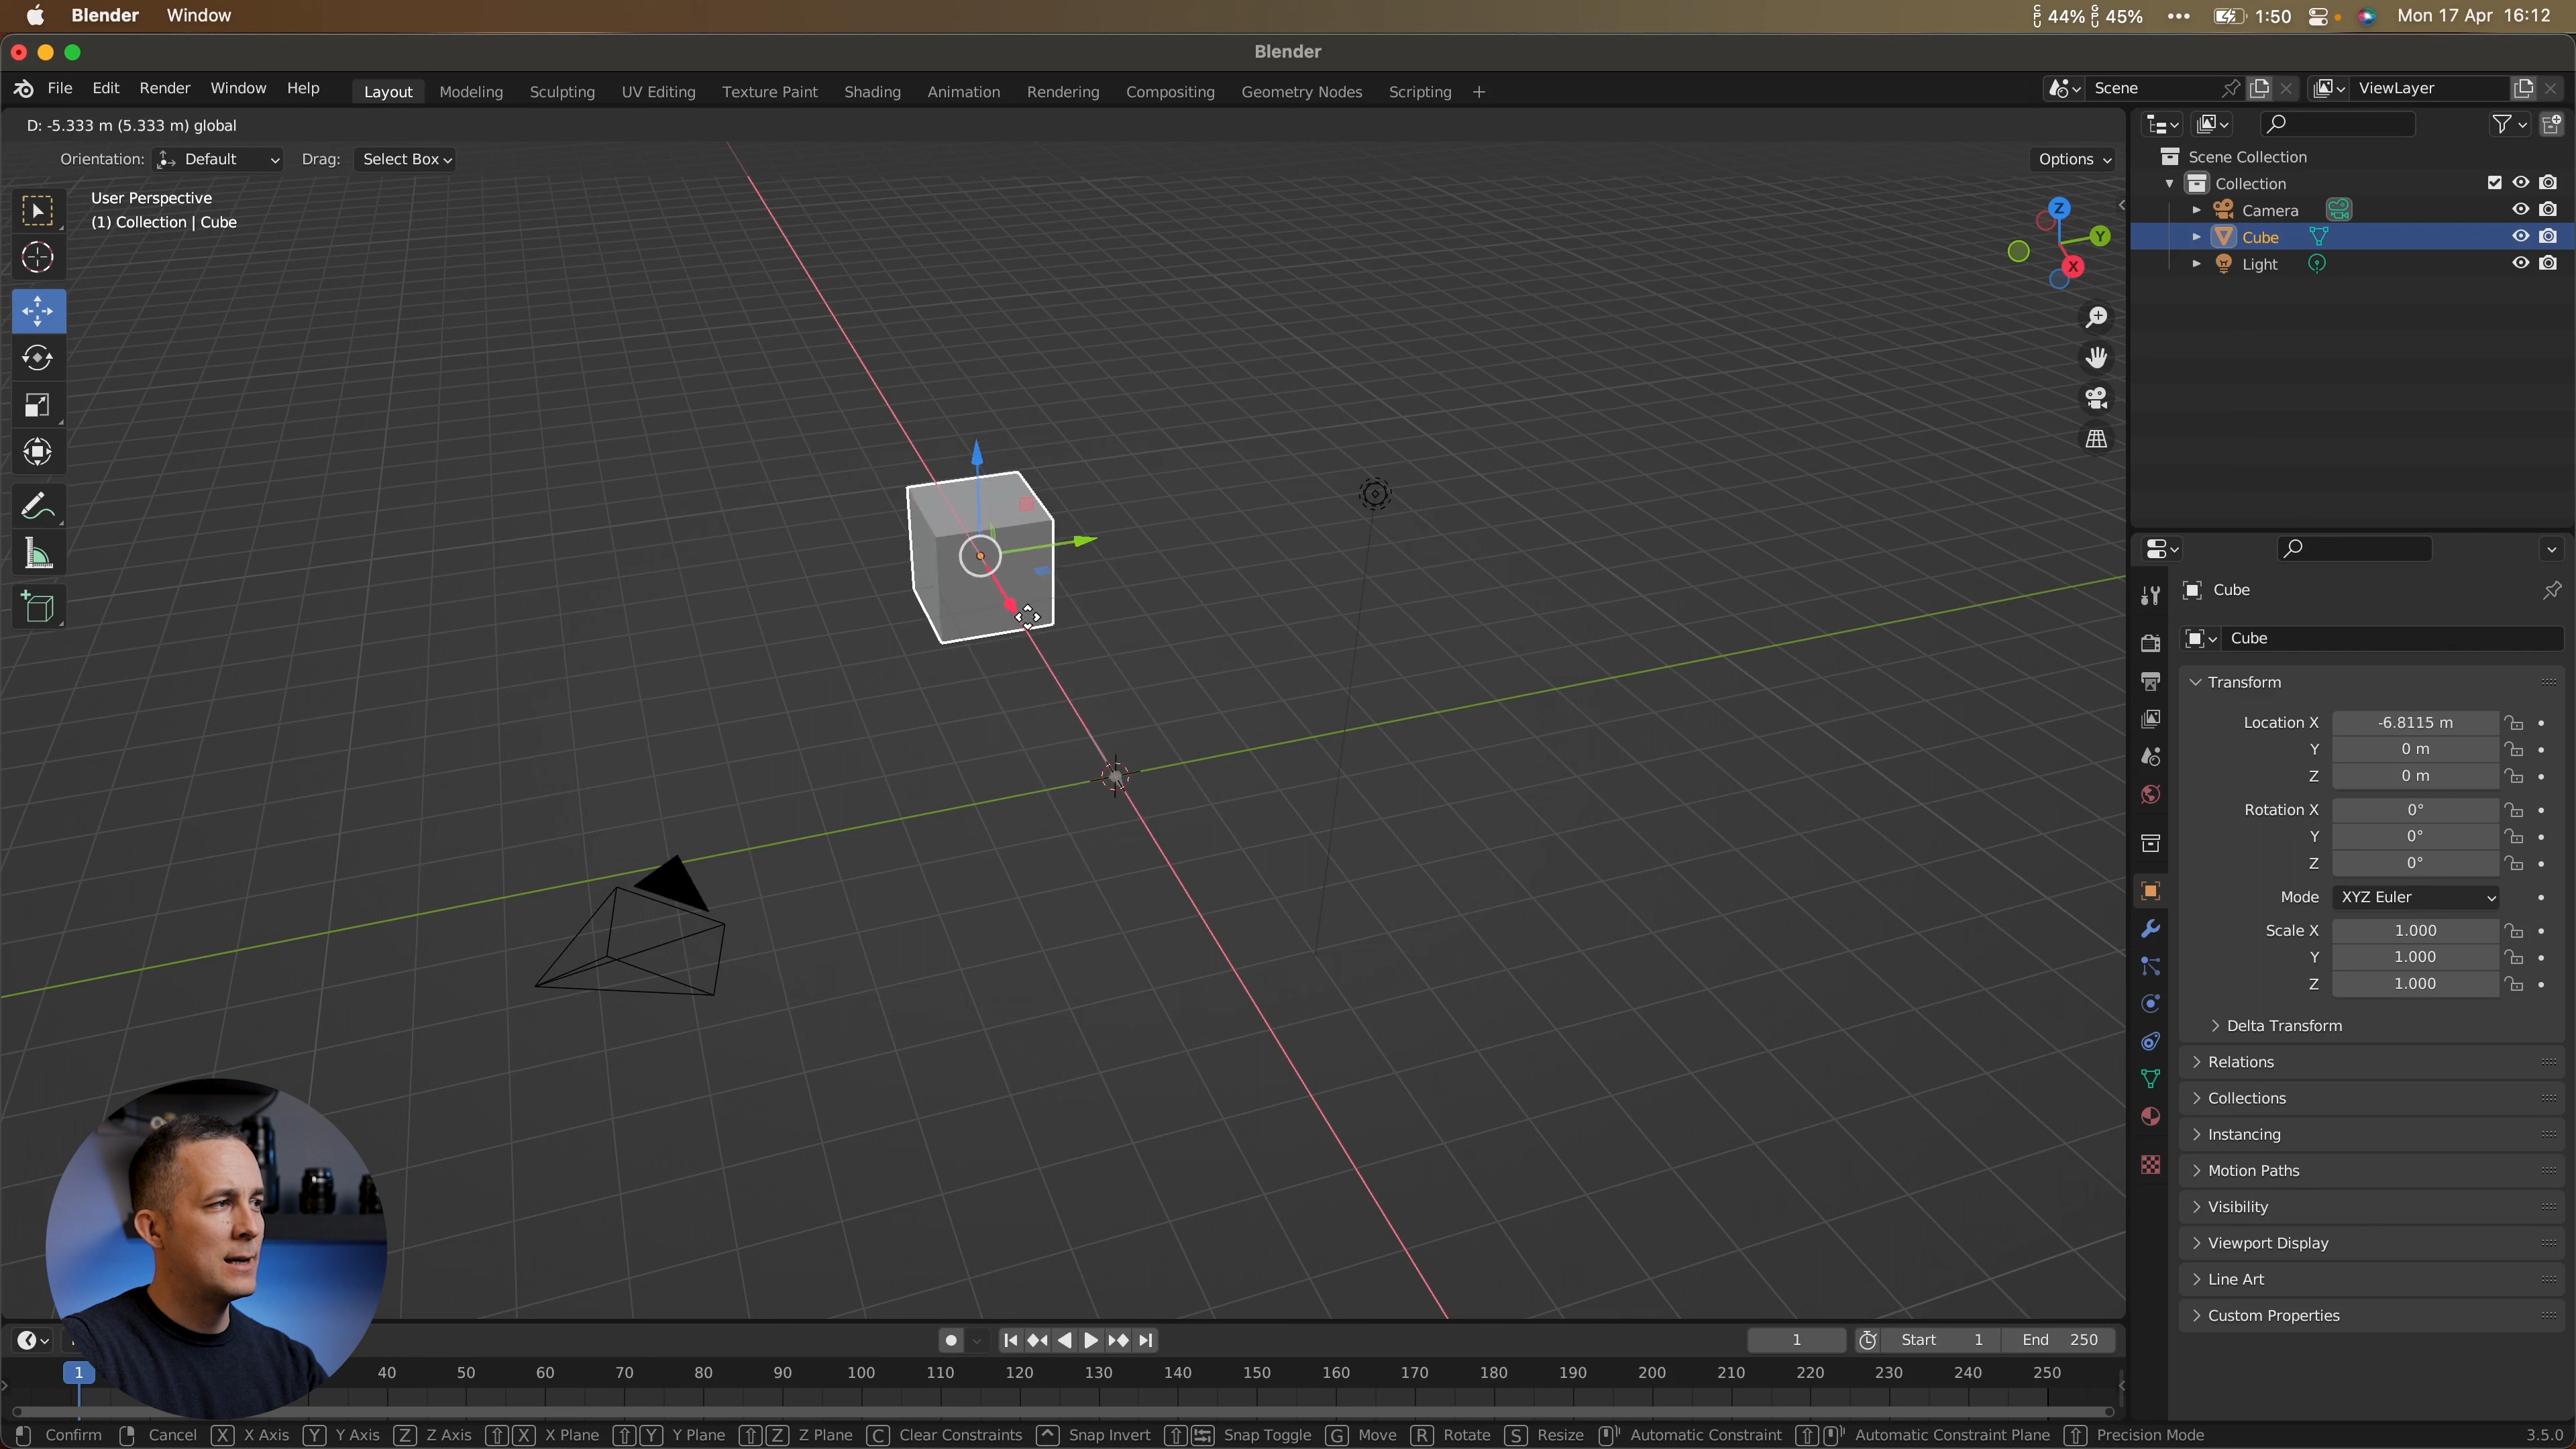 Blender Window 44% 45% ••• 1:50 Mon 17 Apr 16:12
Blender
File Edit Render Window Help Layout Modeling Sculpting UV Editing Texture Paint Shading Animation Rendering Compositing Geometry Nodes Scripting + Scene ViewLayer
D: -5.333 m (5.333 m) global
Orientation: Default Drag: Select Box Options
User Perspective
(1) Collection | Cube
Z
Y
X
Scene Collection
Collection
Camera
Cube
Light
Cube
Cube
Transform
Location X -6.8115 m
Y 0 m
Z 0 m
Rotation X 0°
Y 0°
Z 0°
Mode XYZ Euler
Scale X 1.000
Y 1.000
Z 1.000
Delta Transform
Relations
Collections
Instancing
Motion Paths
Visibility
Viewport Display
Line Art
Custom Properties
1 Start 1 End 250
1 40 50 60 70 80 90 100 110 120 130 140 150 160 170 180 190 200 210 220 230 240 250
Confirm Cancel X X Axis Y Y Axis Z Z Axis X X Plane Y Y Plane Z Z Plane C Clear Constraints Snap Invert Snap Toggle G Move R Rotate S Resize Automatic Constraint Automatic Constraint Plane Precision Mode 3.5.0